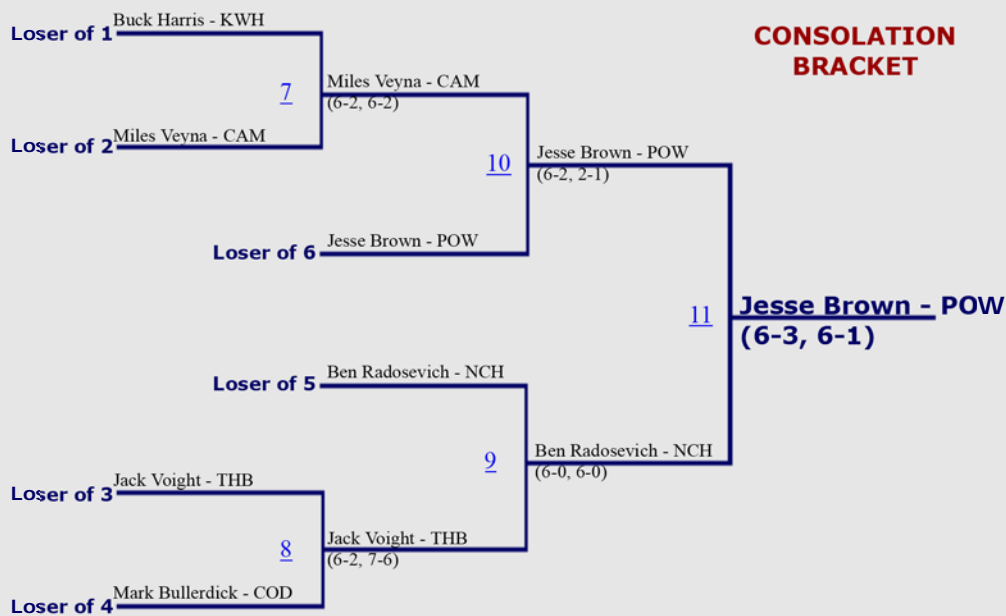 Buck Harris - KWH
Loser of 1
CONSOLATION
BRACKET
7
Miles Veyna - CAM
(6-2, 6-2)
Loser of 2
Miles Veyna - CAM
10
Jesse Brown - POW
(6-2, 2-1)
Loser of 6
Jesse Brown - POW
11
Jesse Brown - POW
(6-3, 6-1)
Loser of 5
Ben Radosevich - NCH
9
Ben Radosevich - NCH
(6-0, 6-0)
Loser of 3
Jack Voight - THB
8
Jack Voight - THB
(6-2, 7-6)
Loser of 4
Mark Bullerdick - COD